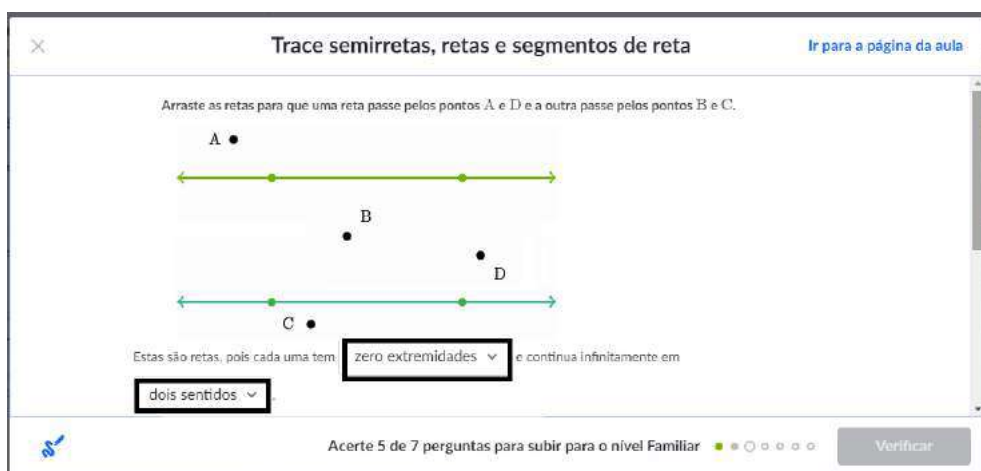 Trace semirretas, retas e segmentos de reta
Ir para a página da aula
Arraste as retas para que uma reta passe pelos pontos A e D e a outra passe pelos pontos B e C.
A
B
D
C
Estas são retas, pois cada uma tem zero extremidades e continua infinitamente em
dois sentidos .
Acerte 5 de 7 perguntas para subir para o nível Familiar
Verificar